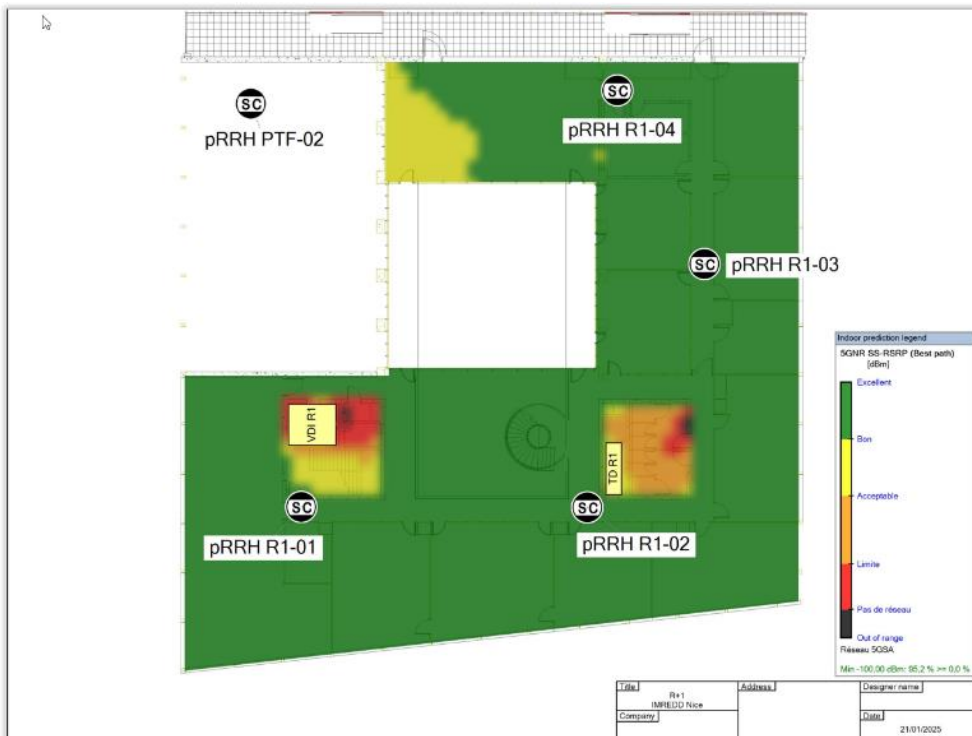 SC
pRRH PTF-02
SC
pRRH R1-04
SC
pRRH R1-03
VDI R1
TD R1
SC
pRRH R1-01
SC
pRRH R1-02
Indoor prediction legend
5GNR SS-RSRP (Best path)
[dBm]
Excellent
Bon
Acceptable
Limite
Pas de réseau
Out of range
Réseau 5GSA
Min -100,00 dBm: 95,2 % >= 0,0 %
Title
R+1
IMREDD Nice
Address
Designer name
Company
Date
21/01/2025